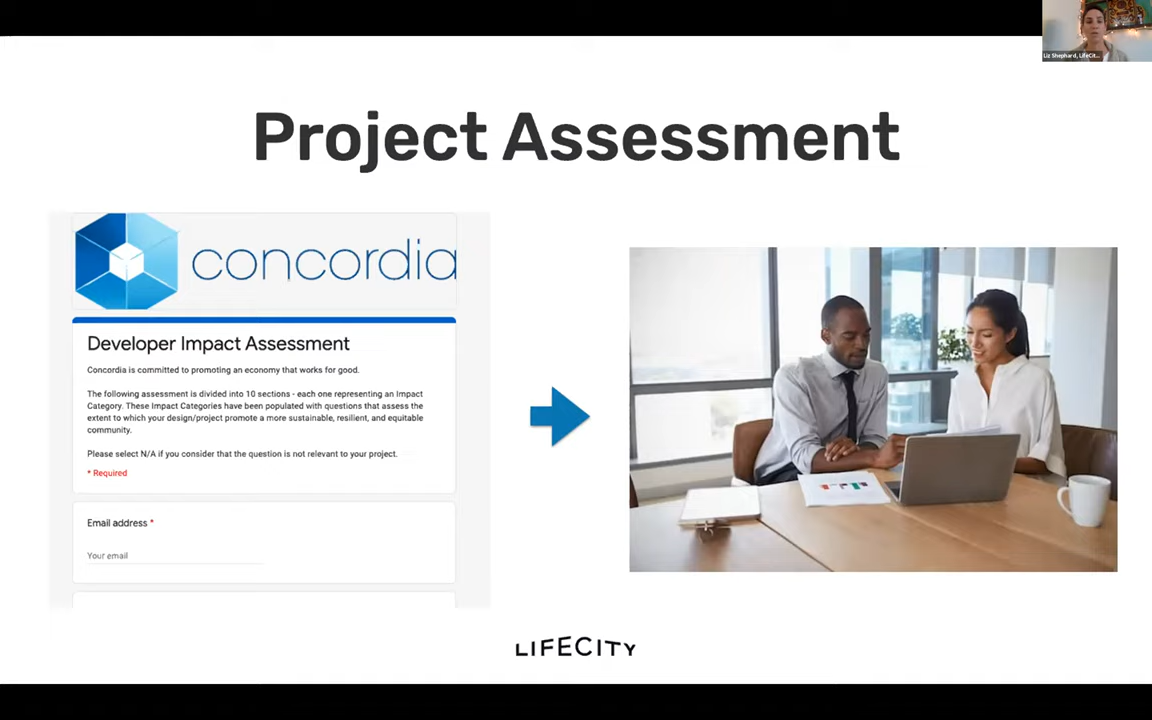 Liz Shephard, LifeCit...
Project Assessment
concordia
Developer Impact Assessment
Concordia is committed to promoting an economy that works for good.
The following assessment is divided into 10 sections - each one representing an Impact
Category. These Impact Categories have been populated with questions that assess the
extent to which your design/project promote a more sustainable, resilient, and equitable
community.
Please select N/A if you consider that the question is not relevant to your project.
* Required
Email address *
Your email
LIFECITY